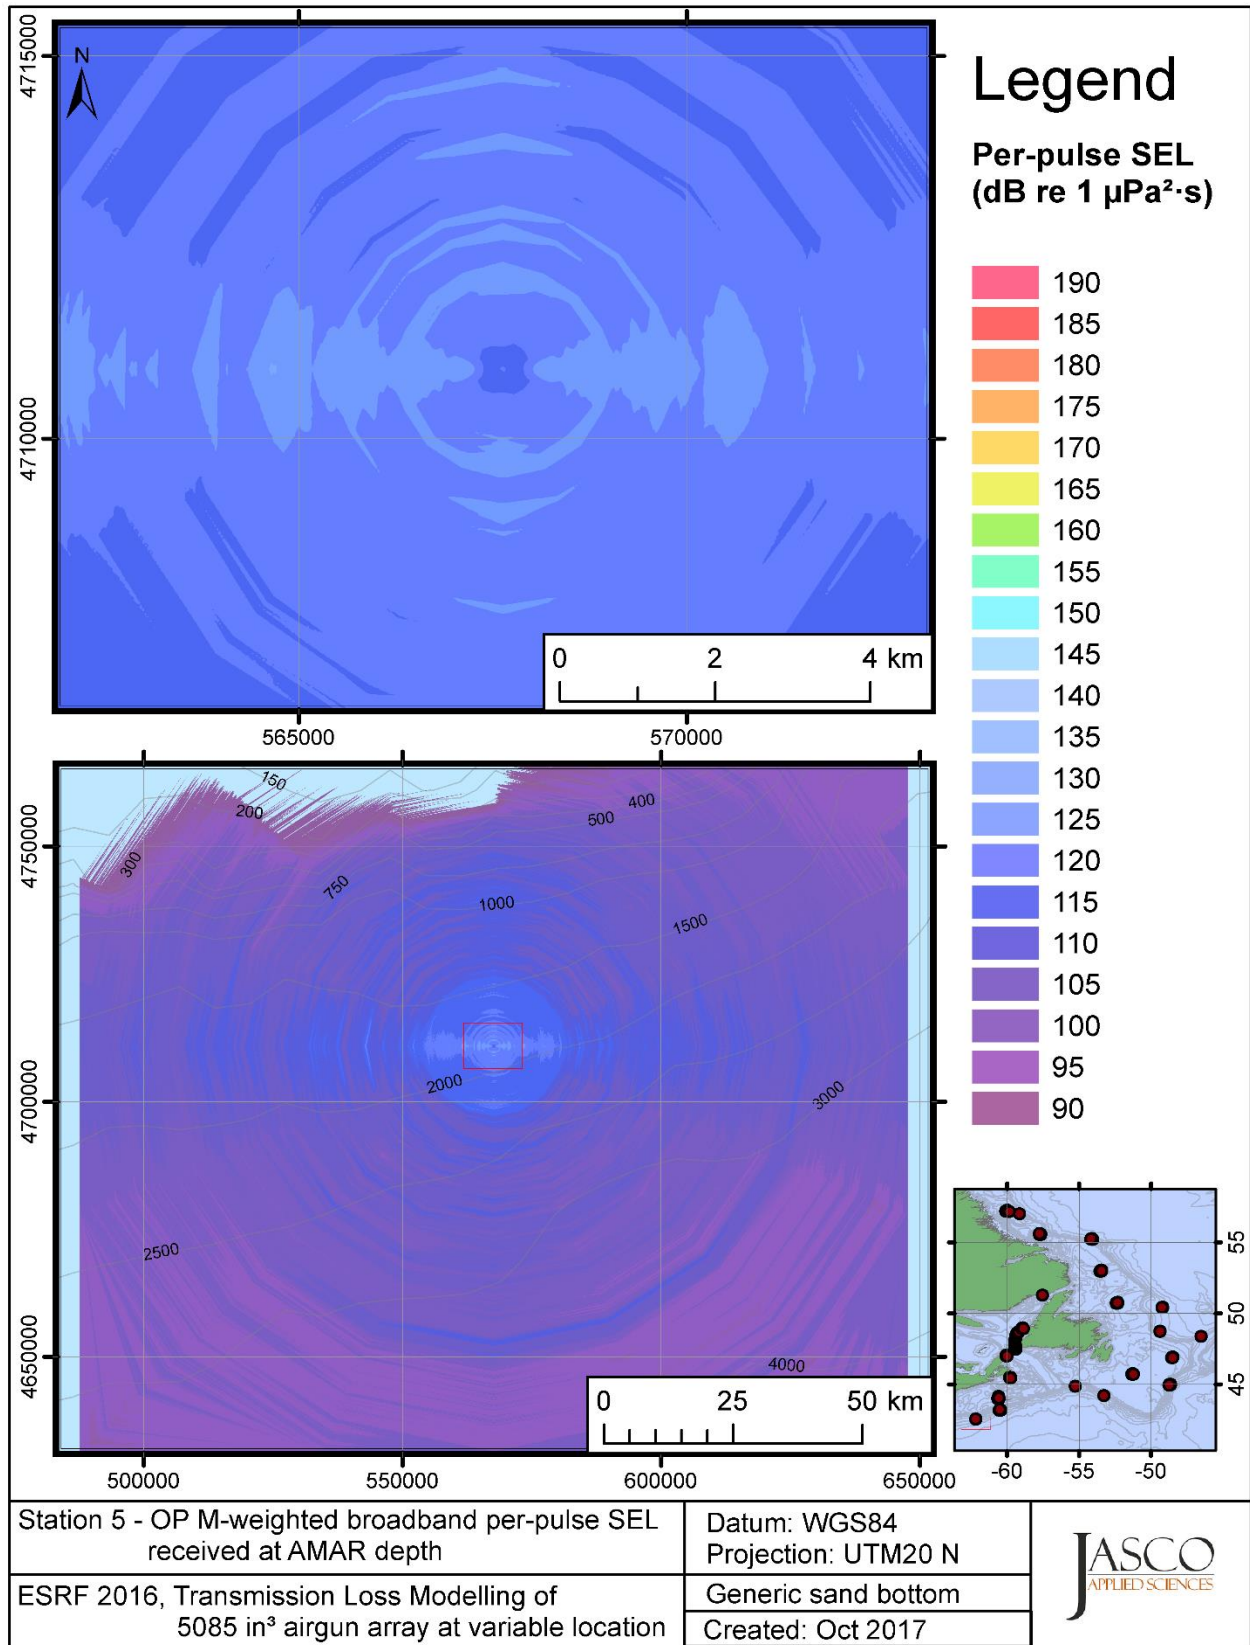 N
4715000
4710000
0 2 4 km
565000 570000
Legend
Per-pulse SEL
(dB re 1 µPa²·s)
190
185
180
175
170
165
160
155
150
145
140
135
130
125
120
115
110
105
100
95
90
4750000
4700000
4650000
150
200
300
400
500
750
1000
1500
2000
2500
3000
4000
0 25 50 km
500000 550000 600000 650000
55
50
45
-60 -55 -50
Station 5 - OP M-weighted broadband per-pulse SEL
received at AMAR depth
ESRF 2016, Transmission Loss Modelling of
5085 in³ airgun array at variable location
Datum: WGS84
Projection: UTM20 N
Generic sand bottom
Created: Oct 2017
JASCO
APPLIED SCIENCES